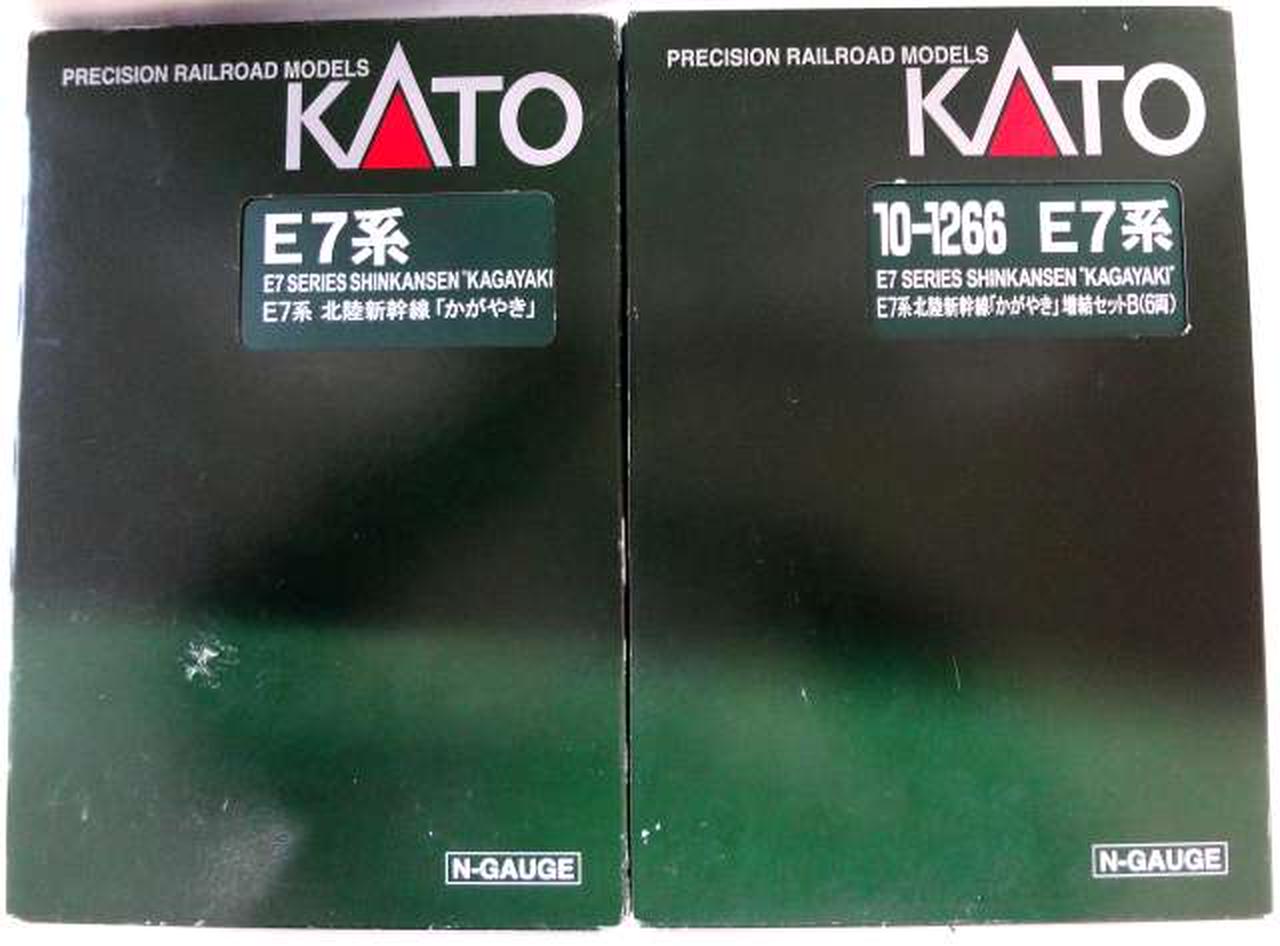 PRECISION RAILROAD MODELS
KATO
E7系
E7 SERIES SHINKANSEN "KAGAYAKI
E7系 北陸新幹線「かがやき」
N-GAUGE
PRECISION RAILROAD MODELS
KATO
10-1266 E7系
E7 SERIES SHINKANSEN "KAGAYAKI"
E7系北陸新幹線「かがやき」増結セットB(6両)
N-GAUGE